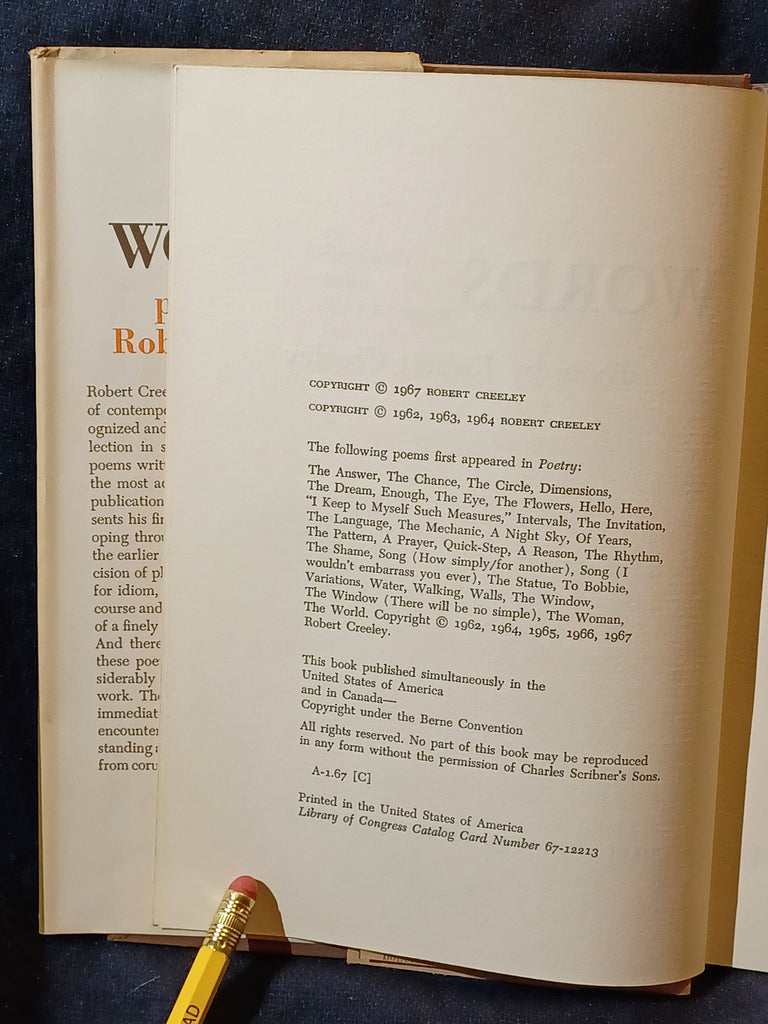 WO
p
Rob
Robert Cree
of contempo
ognized and
lection in s
poems writt
the most ac
publication
sents his fir
oping throu
the earlier
cision of pl
for idiom,
course and
of a finely
And there
these poe
siderably
work. The
immediat
encounter
standing
from coru
WORDS
COPYRIGHT © 1967 ROBERT CREELEY
COPYRIGHT © 1962, 1963, 1964 ROBERT CREELEY
The following poems first appeared in Poetry:
The Answer, The Chance, The Circle, Dimensions,
The Dream, Enough, The Eye, The Flowers, Hello, Here,
“I Keep to Myself Such Measures,” Intervals, The Invitation,
The Language, The Mechanic, A Night Sky, Of Years,
The Pattern, A Prayer, Quick-Step, A Reason, The Rhythm,
The Shame, Song (How simply/for another), Song (I
wouldn’t embarrass you ever), The Statue, To Bobbie,
Variations, Water, Walking, Walls, The Window,
The Window (There will be no simple), The Woman,
The World. Copyright © 1962, 1964, 1965, 1966, 1967
Robert Creeley.
This book published simultaneously in the
United States of America
and in Canada—
Copyright under the Berne Convention
All rights reserved. No part of this book may be reproduced
in any form without the permission of Charles Scribner’s Sons.
A-1.67 [C]
Printed in the United States of America
Library of Congress Catalog Card Number 67-12213
AD